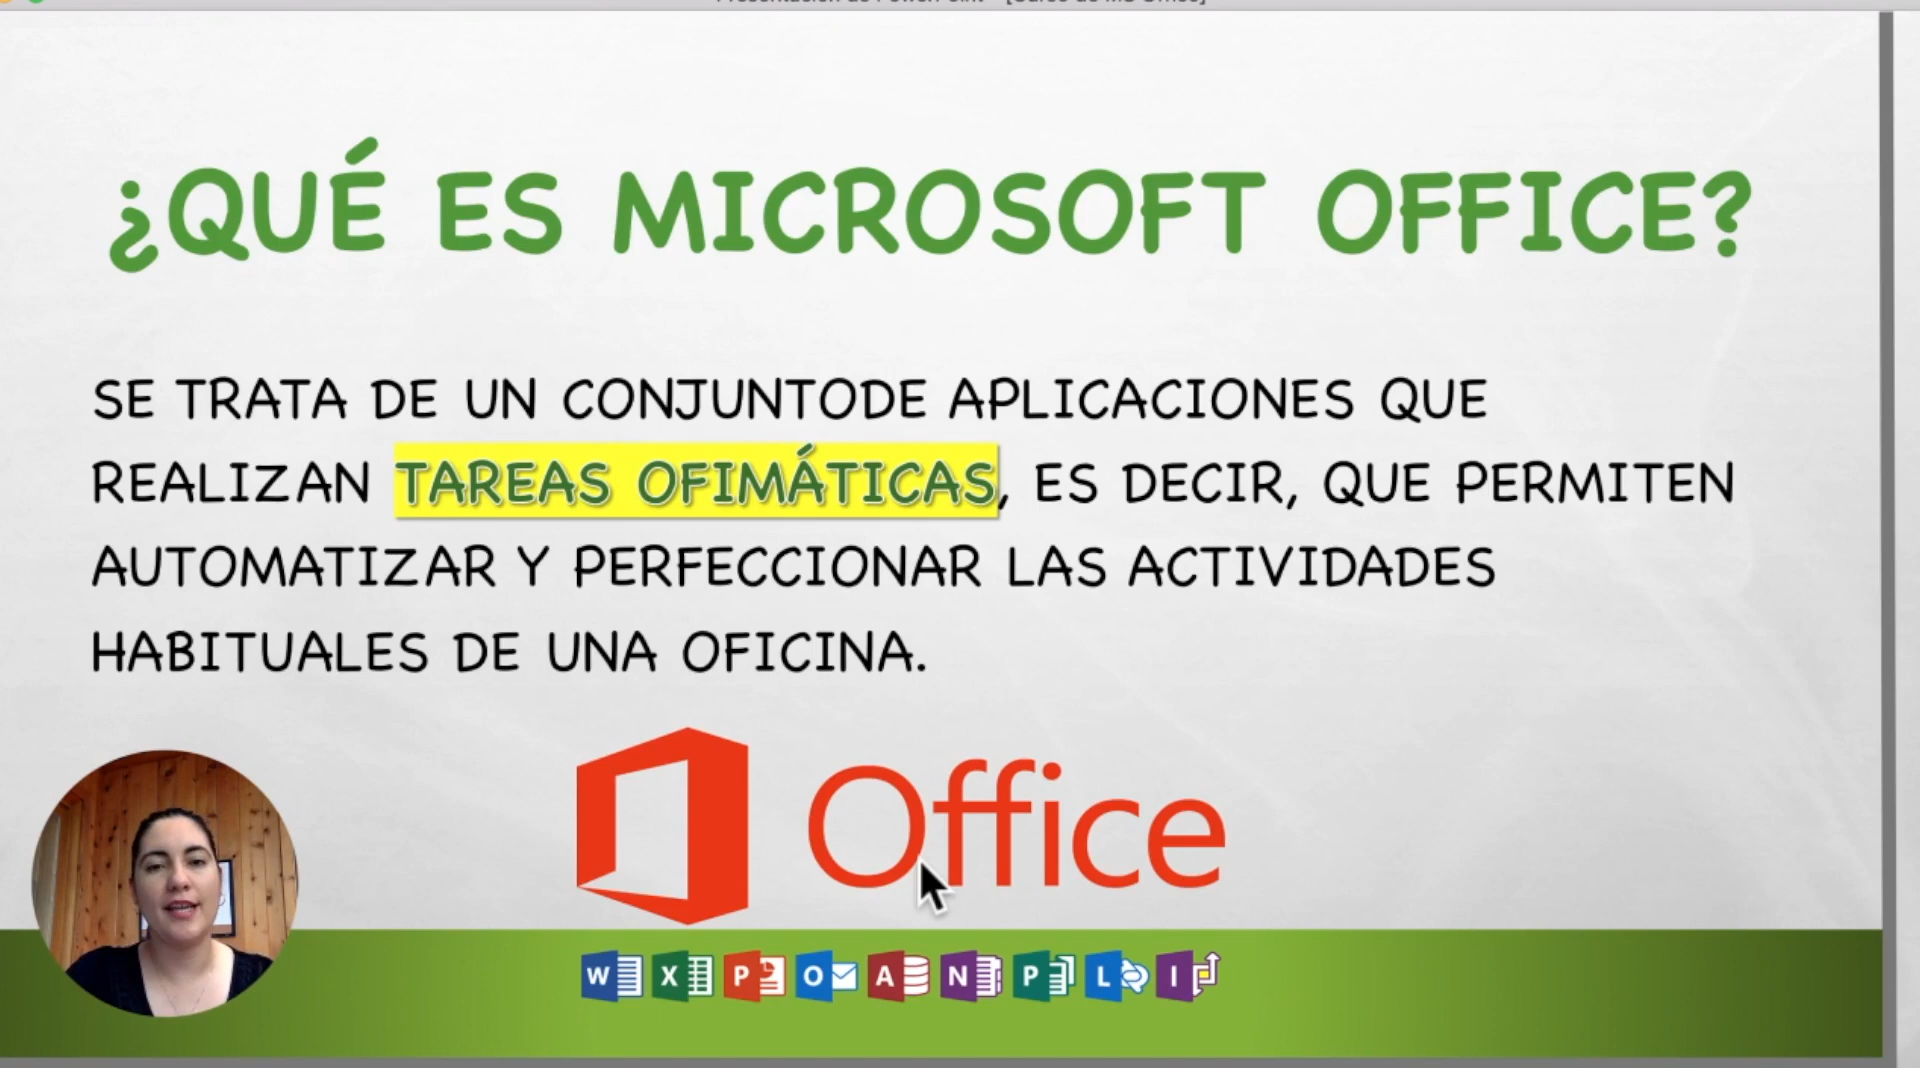 ¿QUÉ ES MICROSOFT OFFICE?
SE TRATA DE UN CONJUNTODE APLICACIONES QUE
REALIZAN TAREAS OFIMÁTICAS, ES DECIR, QUE PERMITEN
AUTOMATIZAR Y PERFECCIONAR LAS ACTIVIDADES
HABITUALES DE UNA OFICINA.
Office
W X P O A N P L I